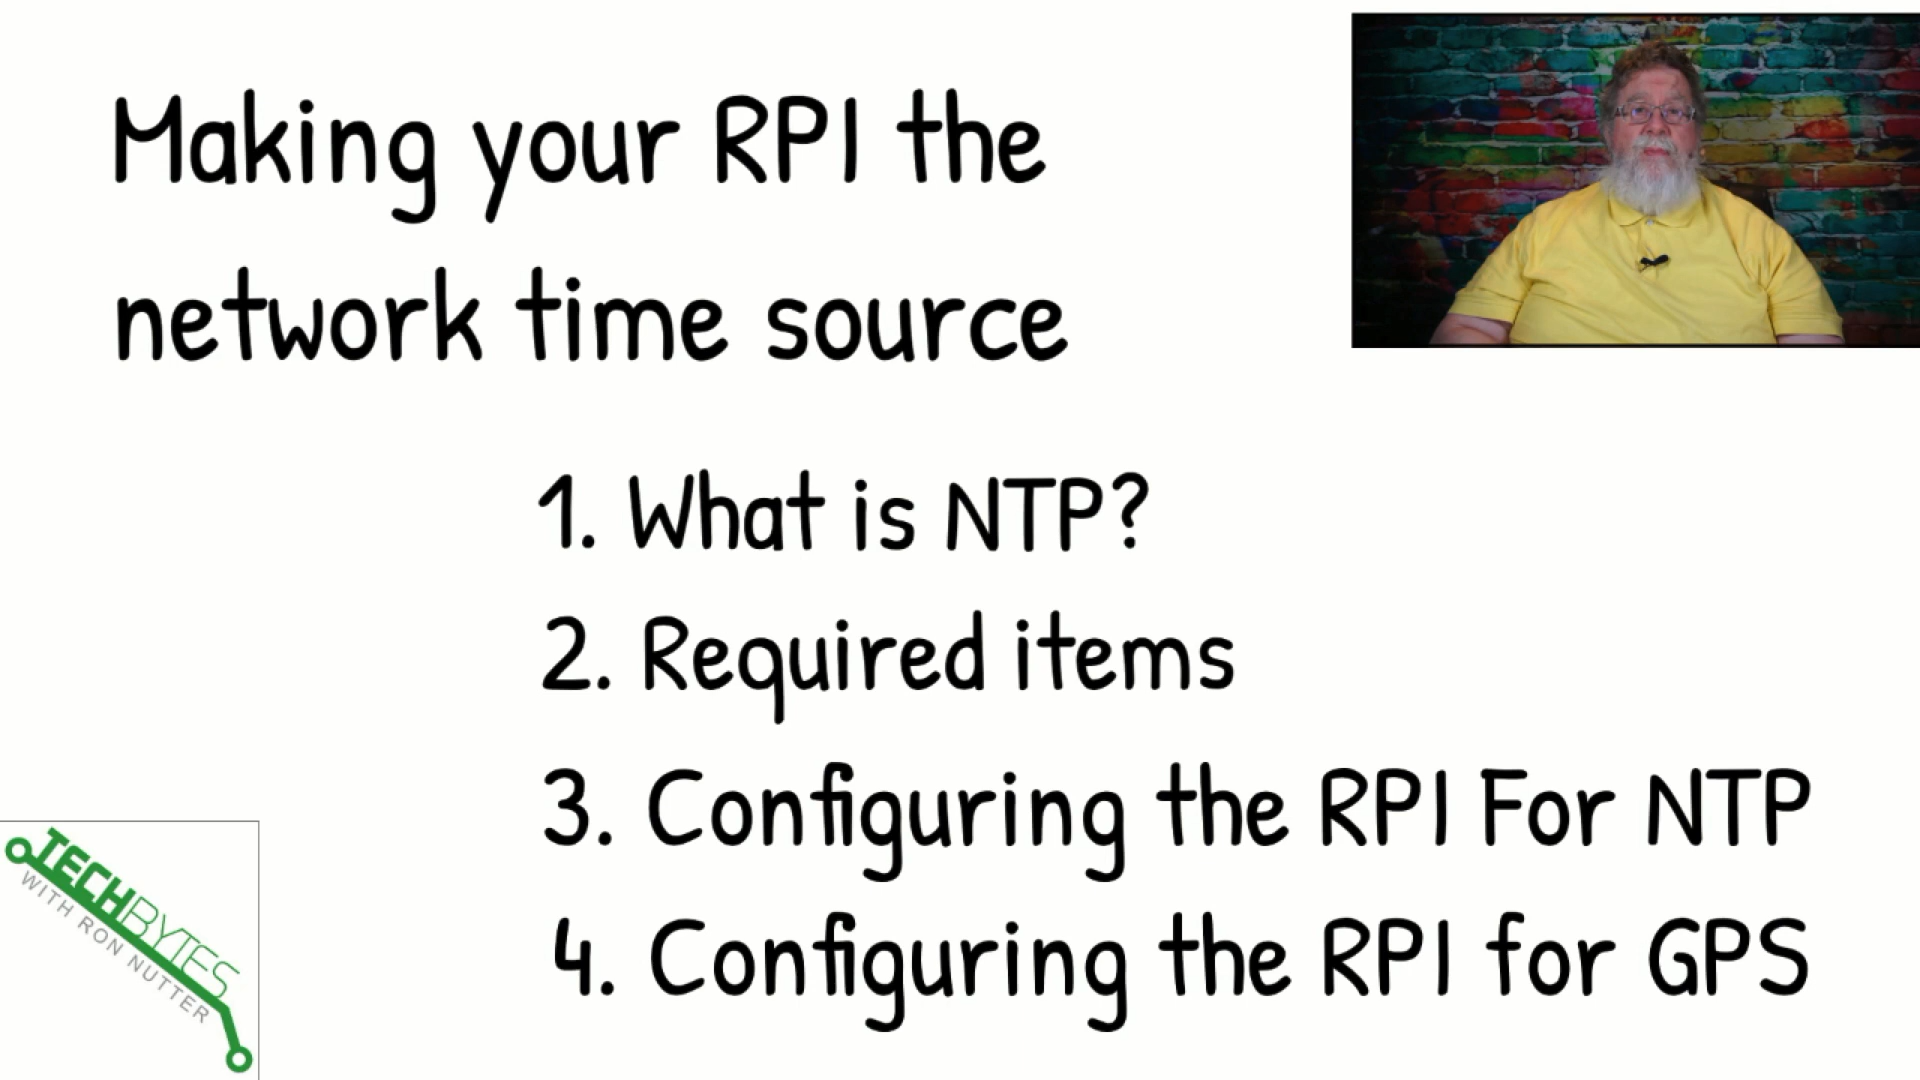 Making your RPI the
network time source
1. What is NTP?
2. Required items
3. Configuring the RPI For NTP
4. Configuring the RPI for GPS
TECHBYTES
WITH RON NUTTER